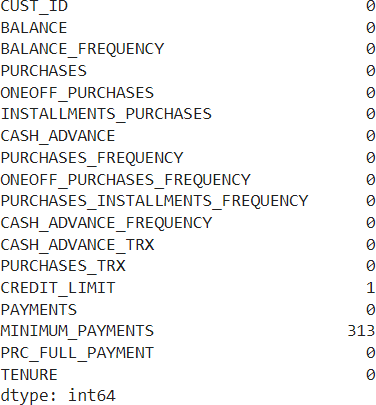 CUST_ID 0
BALANCE 0
BALANCE_FREQUENCY 0
PURCHASES 0
ONEOFF_PURCHASES 0
INSTALLMENTS_PURCHASES 0
CASH_ADVANCE 0
PURCHASES_FREQUENCY 0
ONEOFF_PURCHASES_FREQUENCY 0
PURCHASES_INSTALLMENTS_FREQUENCY 0
CASH_ADVANCE_FREQUENCY 0
CASH_ADVANCE_TRX 0
PURCHASES_TRX 0
CREDIT_LIMIT 1
PAYMENTS 0
MINIMUM_PAYMENTS 313
PRC_FULL_PAYMENT 0
TENURE 0
dtype: int64